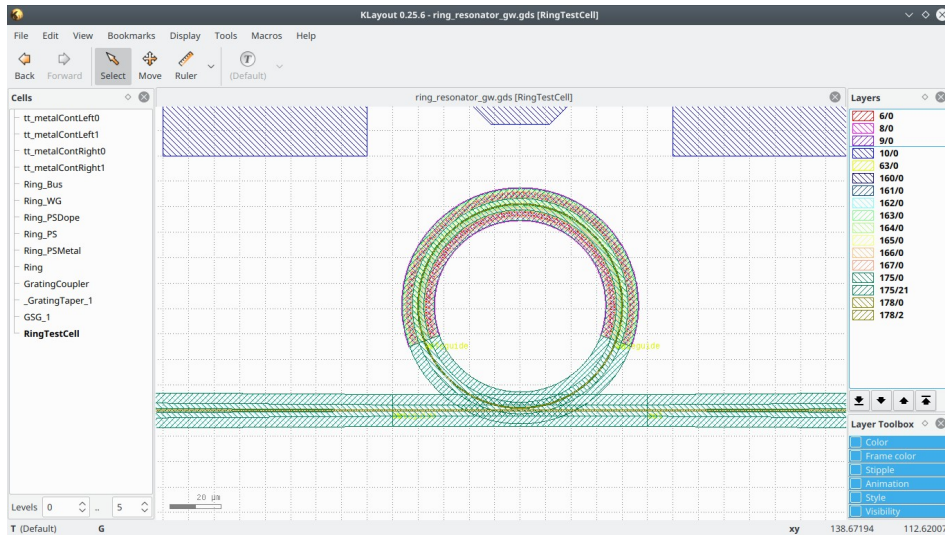 KLayout 0.25.6 - ring_resonator_gw.gds [RingTestCell]
File Edit View Bookmarks Display Tools Macros Help
T
Back Forward Select Move Ruler (Default)
Cells
tt_metalContLeft0
tt_metalContLeft1
tt_metalContRight0
tt_metalContRight1
Ring_Bus
Ring_WG
Ring_PSDope
Ring_PS
Ring_PSMetal
Ring
GratingCoupler
_GratingTaper_1
GSG_1
RingTestCell
Levels 0 .. 5
ring_resonator_gw.gds [RingTestCell]
20 µm
Layers
6/0
8/0
9/0
10/0
63/0
160/0
161/0
162/0
163/0
164/0
165/0
166/0
167/0
175/0
175/21
178/0
178/2
Layer Toolbox
Color
Frame color
Stipple
Animation
Style
Visibility
T (Default) G xy 138.67194 112.62007